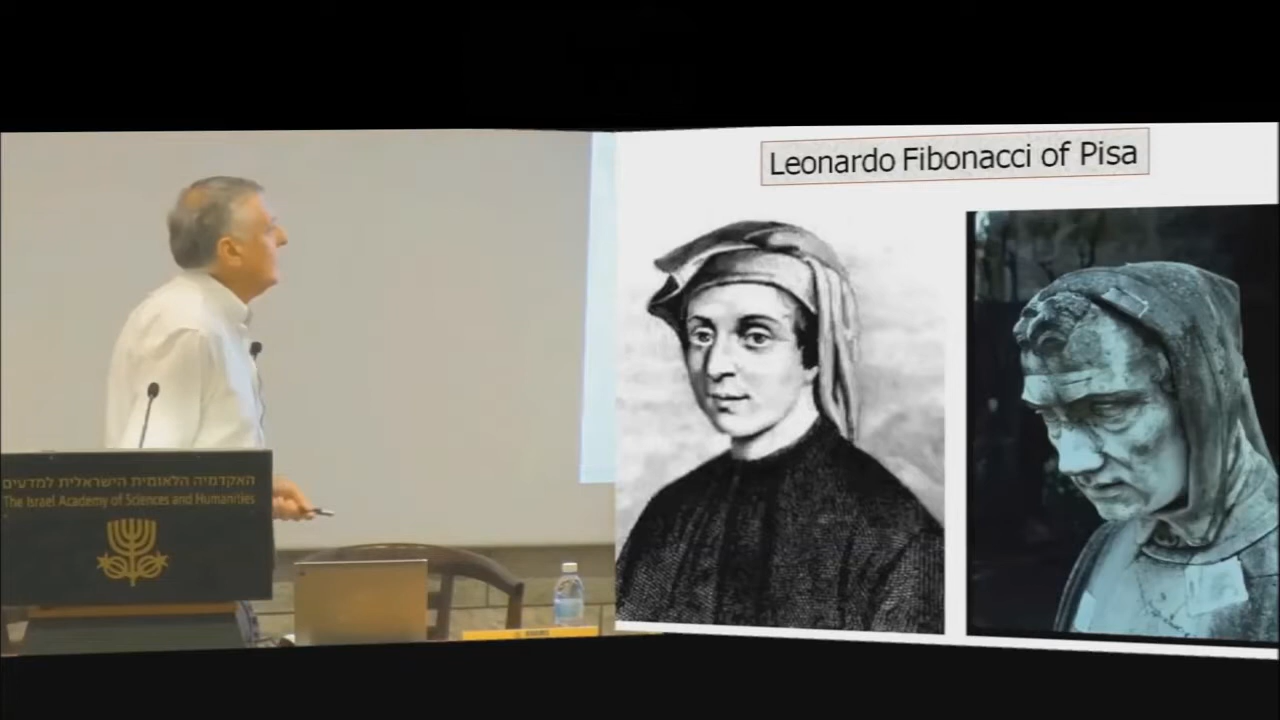 Leonardo Fibonacci of Pisa
האקדמיה הלאומית הישראלית למדעים
The Israel Academy of Sciences and Humanities